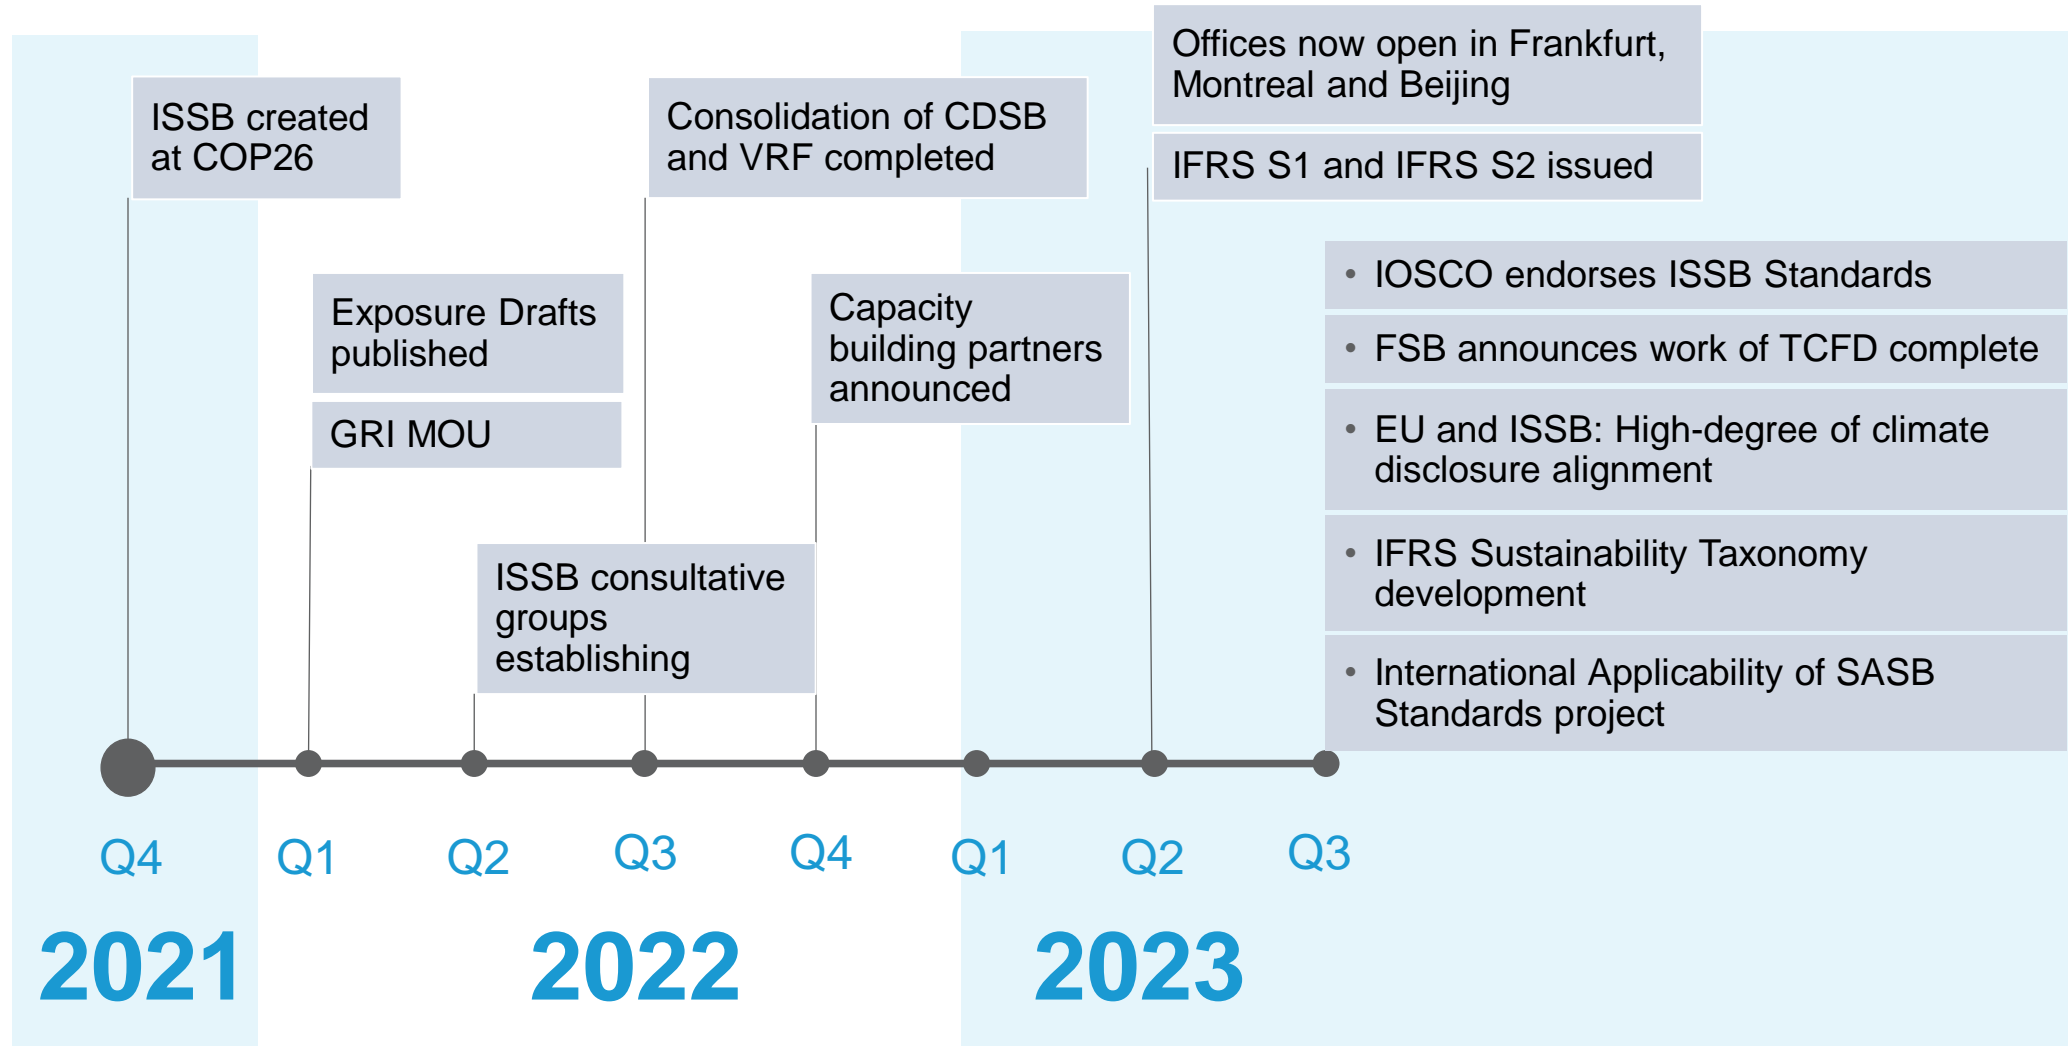 ISSB created
at COP26
Exposure Drafts
published
GRI MOU
ISSB consultative
groups
establishing
Consolidation of CDSB
and VRF completed
Capacity
building partners
announced
Offices now open in Frankfurt,
Montreal and Beijing
IFRS S1 and IFRS S2 issued
• IOSCO endorses ISSB Standards
• FSB announces work of TCFD complete
• EU and ISSB: High-degree of climate
disclosure alignment
• IFRS Sustainability Taxonomy
development
• International Applicability of SASB
Standards project
Q4 Q1 Q2 Q3 Q4 Q1 Q2 Q3
2021 2022 2023